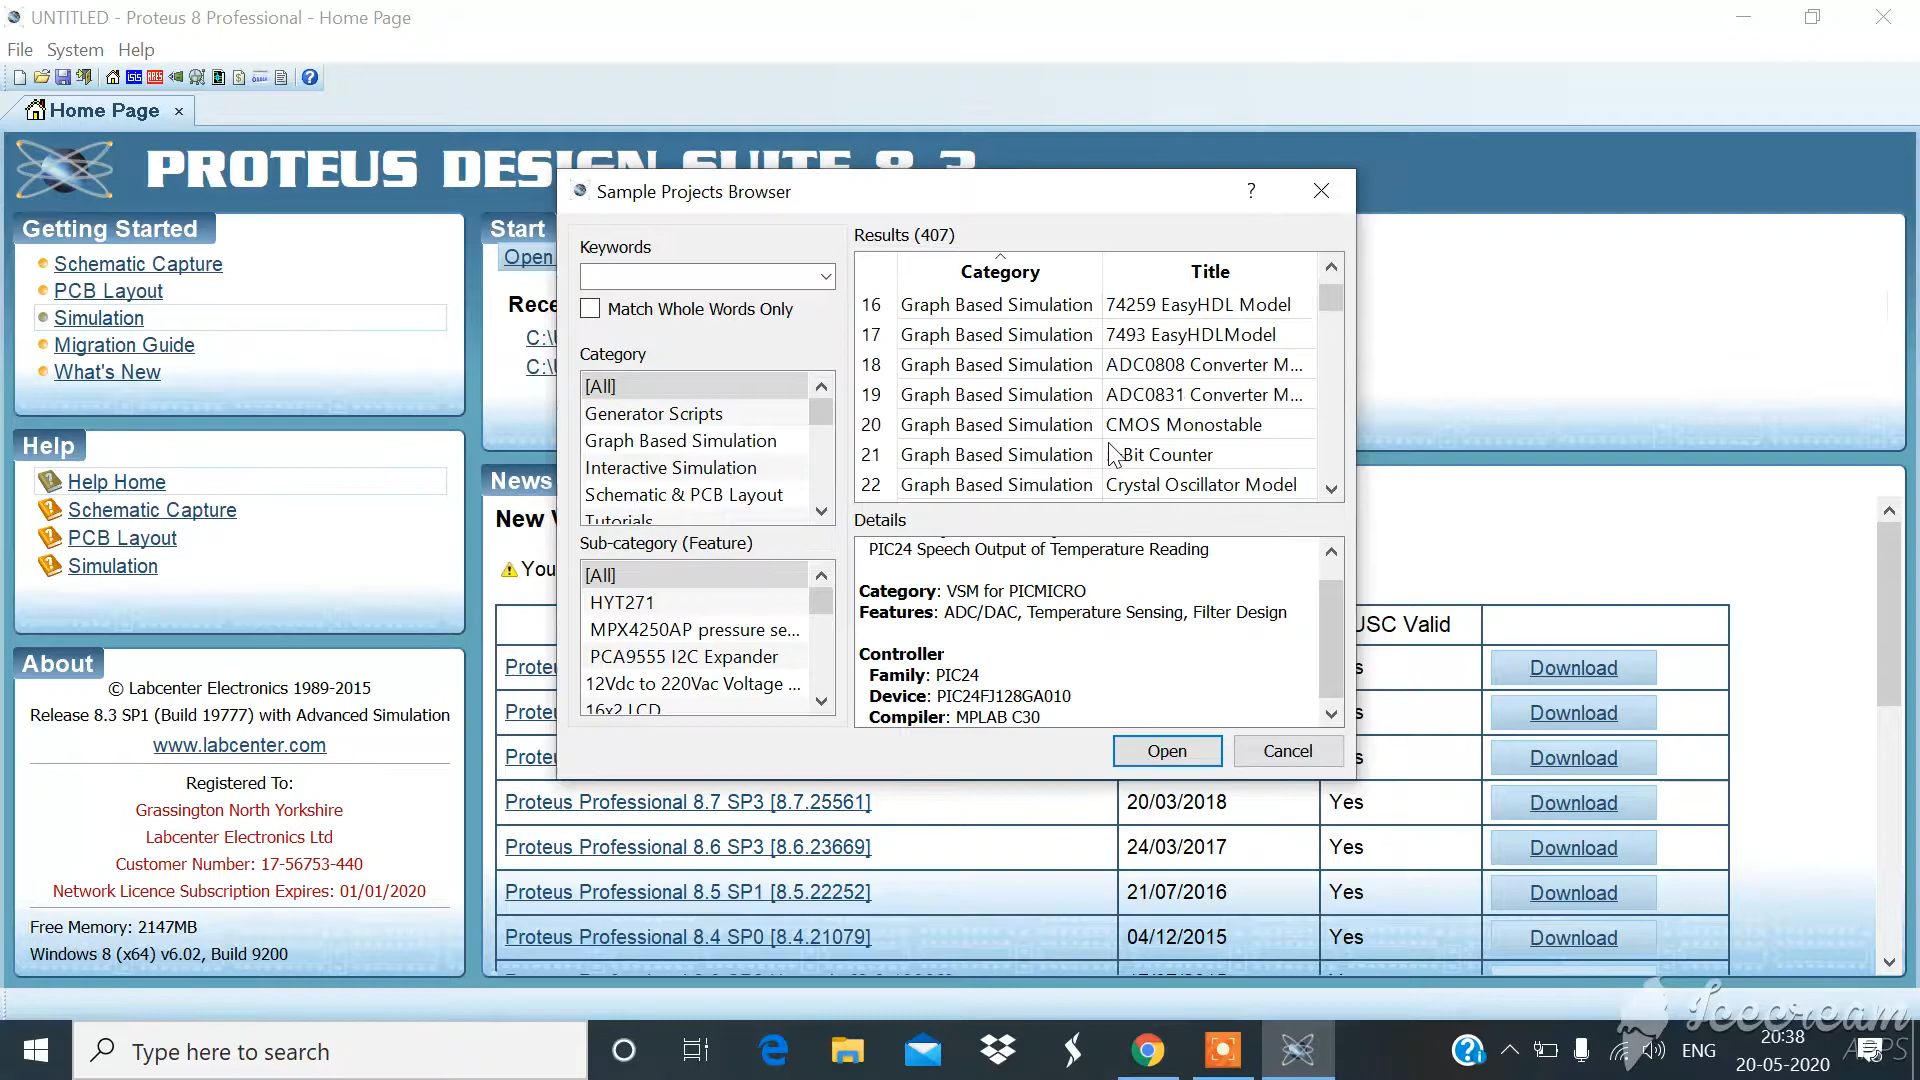 UNTITLED - Proteus 8 Professional - Home Page
File System Help
Home Page ×
PROTEUS DESIGN SUITE 8.3
Getting Started
Schematic Capture
PCB Layout
Simulation
Migration Guide
What's New
Help
Help Home
Schematic Capture
PCB Layout
Simulation
About
© Labcenter Electronics 1989-2015
Release 8.3 SP1 (Build 19777) with Advanced Simulation
www.labcenter.com
Registered To:
Grassington North Yorkshire
Labcenter Electronics Ltd
Customer Number: 17-56753-440
Network Licence Subscription Expires: 01/01/2020
Free Memory: 2147MB
Windows 8 (x64) v6.02, Build 9200
Start
Open
Rece
C:\
C:\
News
New
You
Sample Projects Browser
?
Keywords
Match Whole Words Only
Category
[All]
Generator Scripts
Graph Based Simulation
Interactive Simulation
Schematic & PCB Layout
Tutorials
Sub-category (Feature)
[All]
HYT271
MPX4250AP pressure se...
PCA9555 I2C Expander
12Vdc to 220Vac Voltage ...
16x2 LCD
Results (407)
Category Title
16 Graph Based Simulation 74259 EasyHDL Model
17 Graph Based Simulation 7493 EasyHDLModel
18 Graph Based Simulation ADC0808 Converter M...
19 Graph Based Simulation ADC0831 Converter M...
20 Graph Based Simulation CMOS Monostable
21 Graph Based Simulation Bit Counter
22 Graph Based Simulation Crystal Oscillator Model
Details
PIC24 Speech Output of Temperature Reading
Category: VSM for PICMICRO
Features: ADC/DAC, Temperature Sensing, Filter Design
Controller
Family: PIC24
Device: PIC24FJ128GA010
Compiler: MPLAB C30
Open Cancel
USC Valid
Prote s Download
Prote s Download
Prote s Download
Proteus Professional 8.7 SP3 [8.7.25561] 20/03/2018 Yes Download
Proteus Professional 8.6 SP3 [8.6.23669] 24/03/2017 Yes Download
Proteus Professional 8.5 SP1 [8.5.22252] 21/07/2016 Yes Download
Proteus Professional 8.4 SP0 [8.4.21079] 04/12/2015 Yes Download
Type here to search
ENG
20:38
20-05-2020
Icecream
APPS